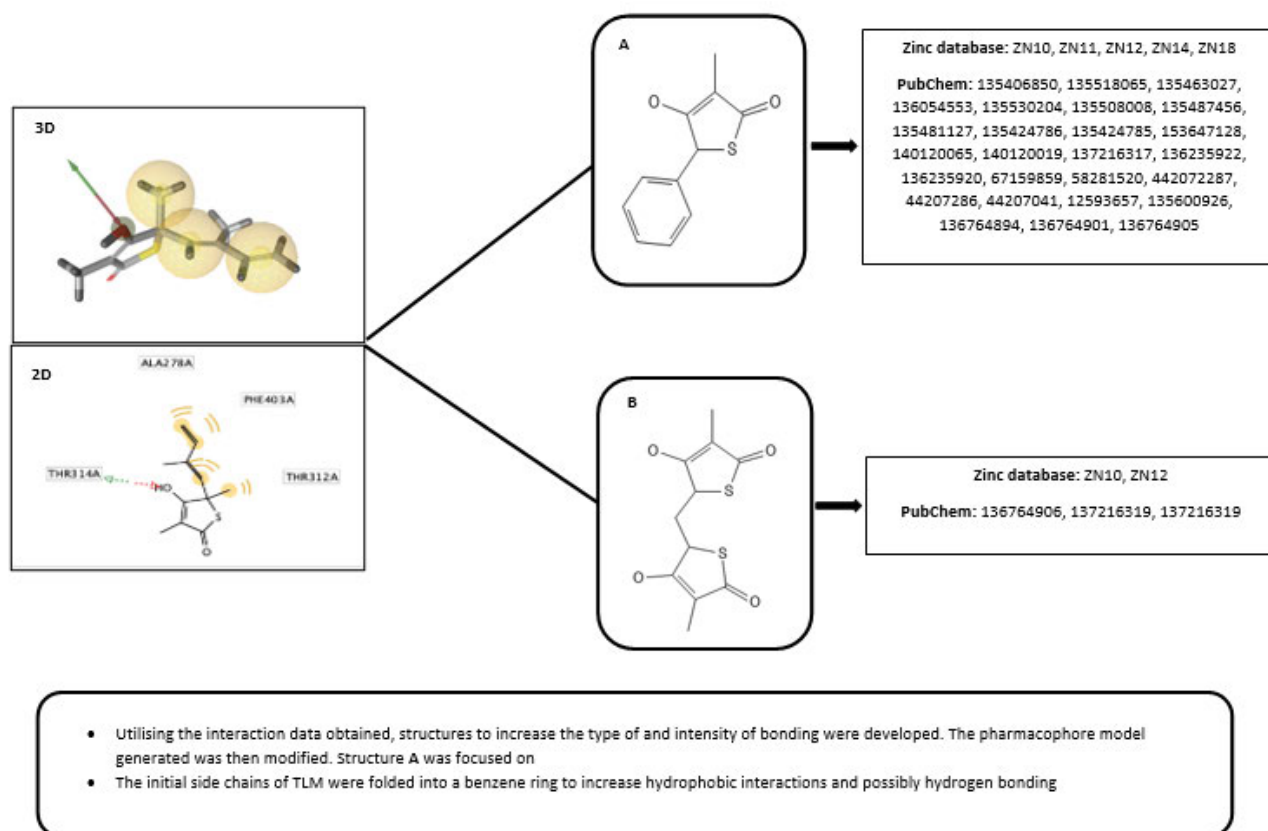 3D
2D
ALA278A
PHE403A
THR314A
THR312A
HO
S
O
A
O
O
S
Zinc database: ZN10, ZN11, ZN12, ZN14, ZN18
PubChem: 135406850, 135518065, 135463027,
136054553, 135530204, 135508008, 135487456,
135481127, 135424786, 135424785, 153647128,
140120065, 140120019, 137216317, 136235922,
136235920, 67159859, 58281520, 442072287,
44207286, 44207041, 12593657, 135600926,
136764894, 136764901, 136764905
B
O
O
S
S
O
O
Zinc database: ZN10, ZN12
PubChem: 136764906, 137216319, 137216319
• Utilising the interaction data obtained, structures to increase the type of and intensity of bonding were developed. The pharmacophore model
generated was then modified. Structure A was focused on
• The initial side chains of TLM were folded into a benzene ring to increase hydrophobic interactions and possibly hydrogen bonding